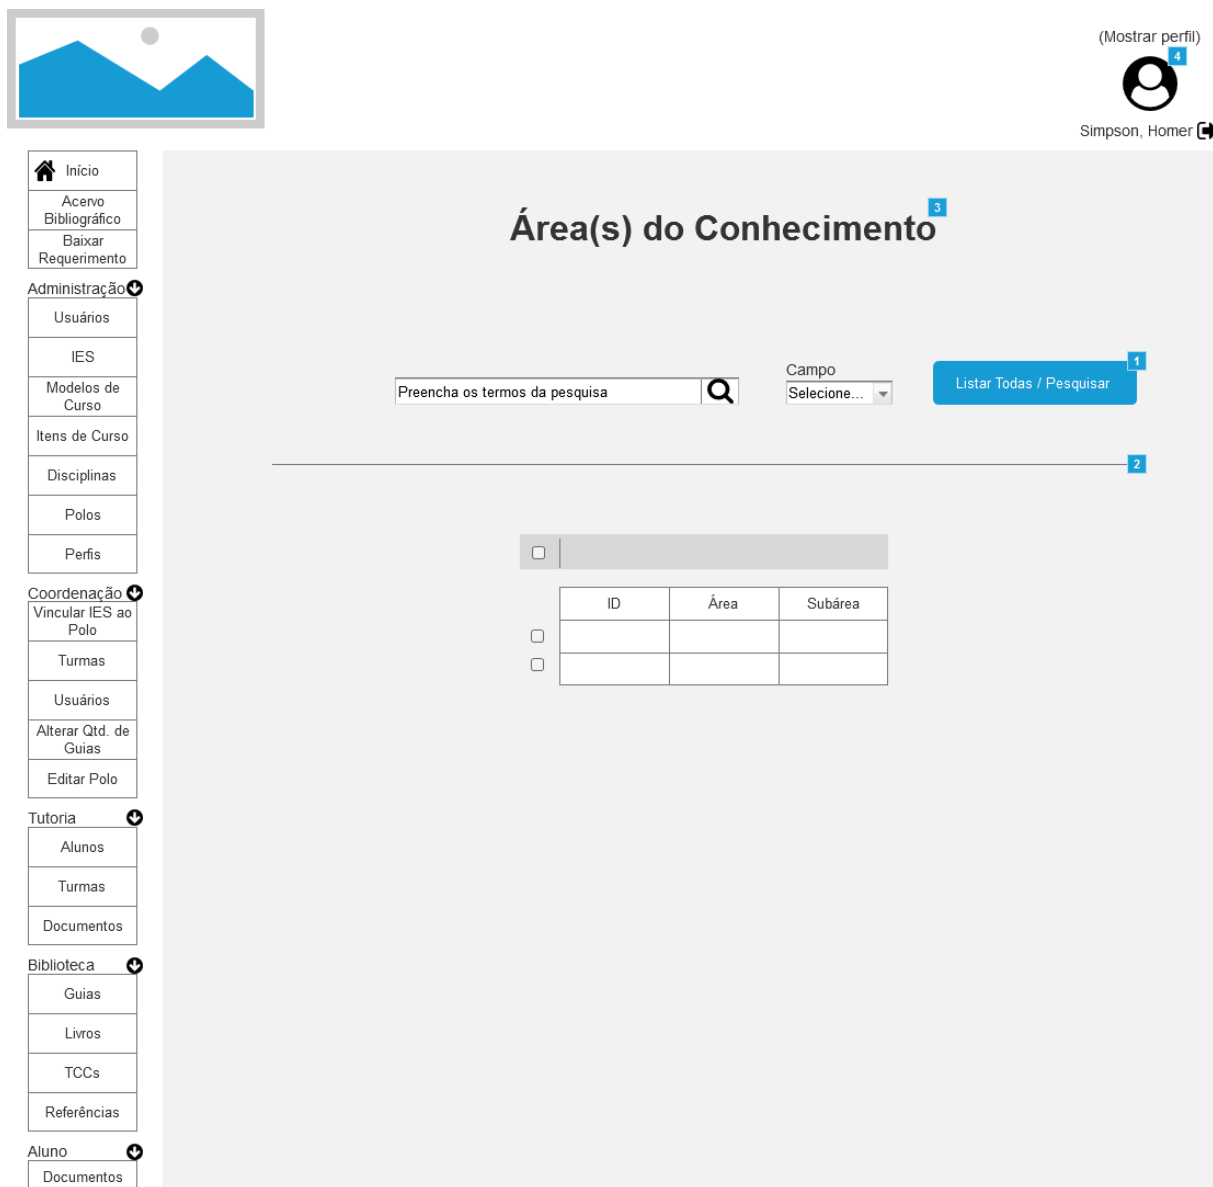 (Mostrar perfil)
4
Simpson, Homer
Início
Acervo
Bibliográfico
Baixar
Requerimento
Administração
Usuários
IES
Modelos de
Curso
Itens de Curso
Disciplinas
Polos
Perfis
Coordenação
Vincular IES ao
Polo
Turmas
Usuários
Alterar Qtd. de
Guias
Editar Polo
Tutoria
Alunos
Turmas
Documentos
Biblioteca
Guias
Livros
TCCs
Referências
Aluno
Documentos
Área(s) do Conhecimento
3
Preencha os termos da pesquisa
Campo
Selecione...
Listar Todas / Pesquisar
1
2
ID Área Subárea